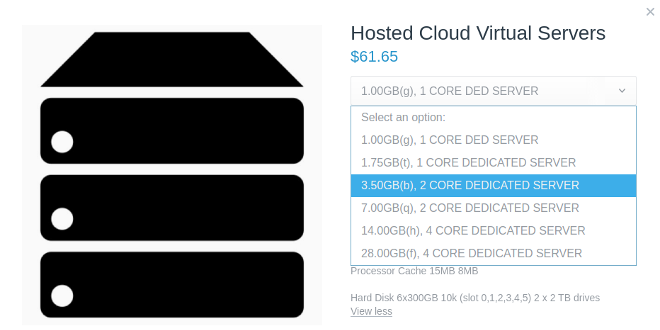 ×
Hosted Cloud Virtual Servers
$61.65
1.00GB(g), 1 CORE DED SERVER
Select an option:
1.00GB(g), 1 CORE DED SERVER
1.75GB(t), 1 CORE DEDICATED SERVER
3.50GB(b), 2 CORE DEDICATED SERVER
7.00GB(q), 2 CORE DEDICATED SERVER
14.00GB(h), 4 CORE DEDICATED SERVER
28.00GB(f), 4 CORE DEDICATED SERVER
Processor Cache 15MB 8MB
Hard Disk 6x300GB 10k (slot 0,1,2,3,4,5) 2 x 2 TB drives
View less